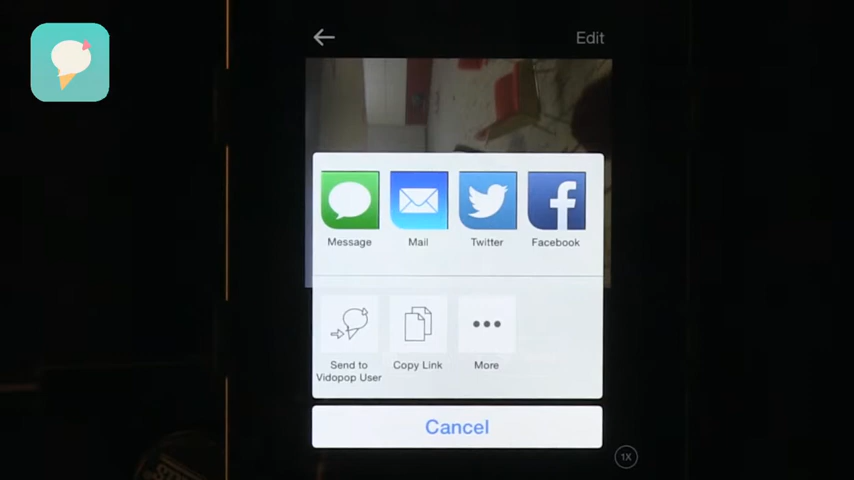 Edit
Message
Mail
Twitter
Facebook
Send to
Vidopop User
Copy Link
More
Cancel
1X